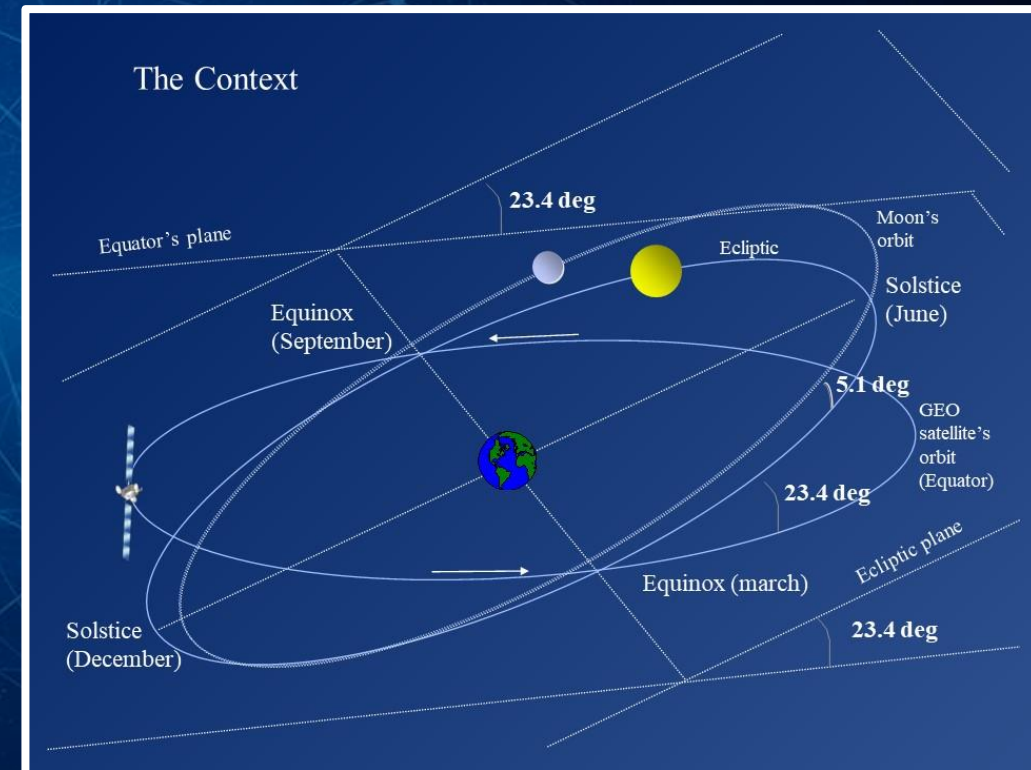 The Context
23.4 deg
Equator's plane
Moon's
orbit
Ecliptic
Solstice
(June)
Equinox
(September)
5.1 deg
GEO
satellite's
orbit
(Equator)
23.4 deg
Ecliptic plane
Equinox (march)
Solstice
(December)
23.4 deg